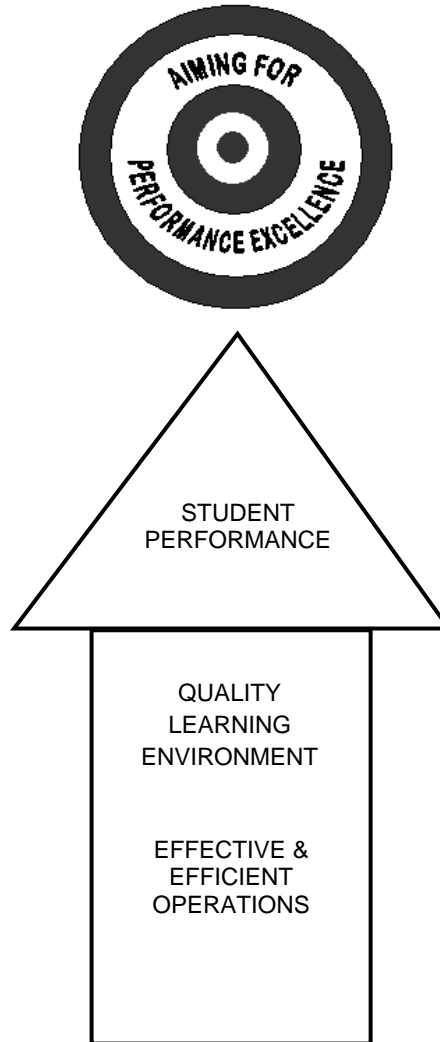 AIMING FOR
PERFORMANCE EXCELLENCE
STUDENT
PERFORMANCE
QUALITY
LEARNING
ENVIRONMENT
EFFECTIVE &
EFFICIENT
OPERATIONS